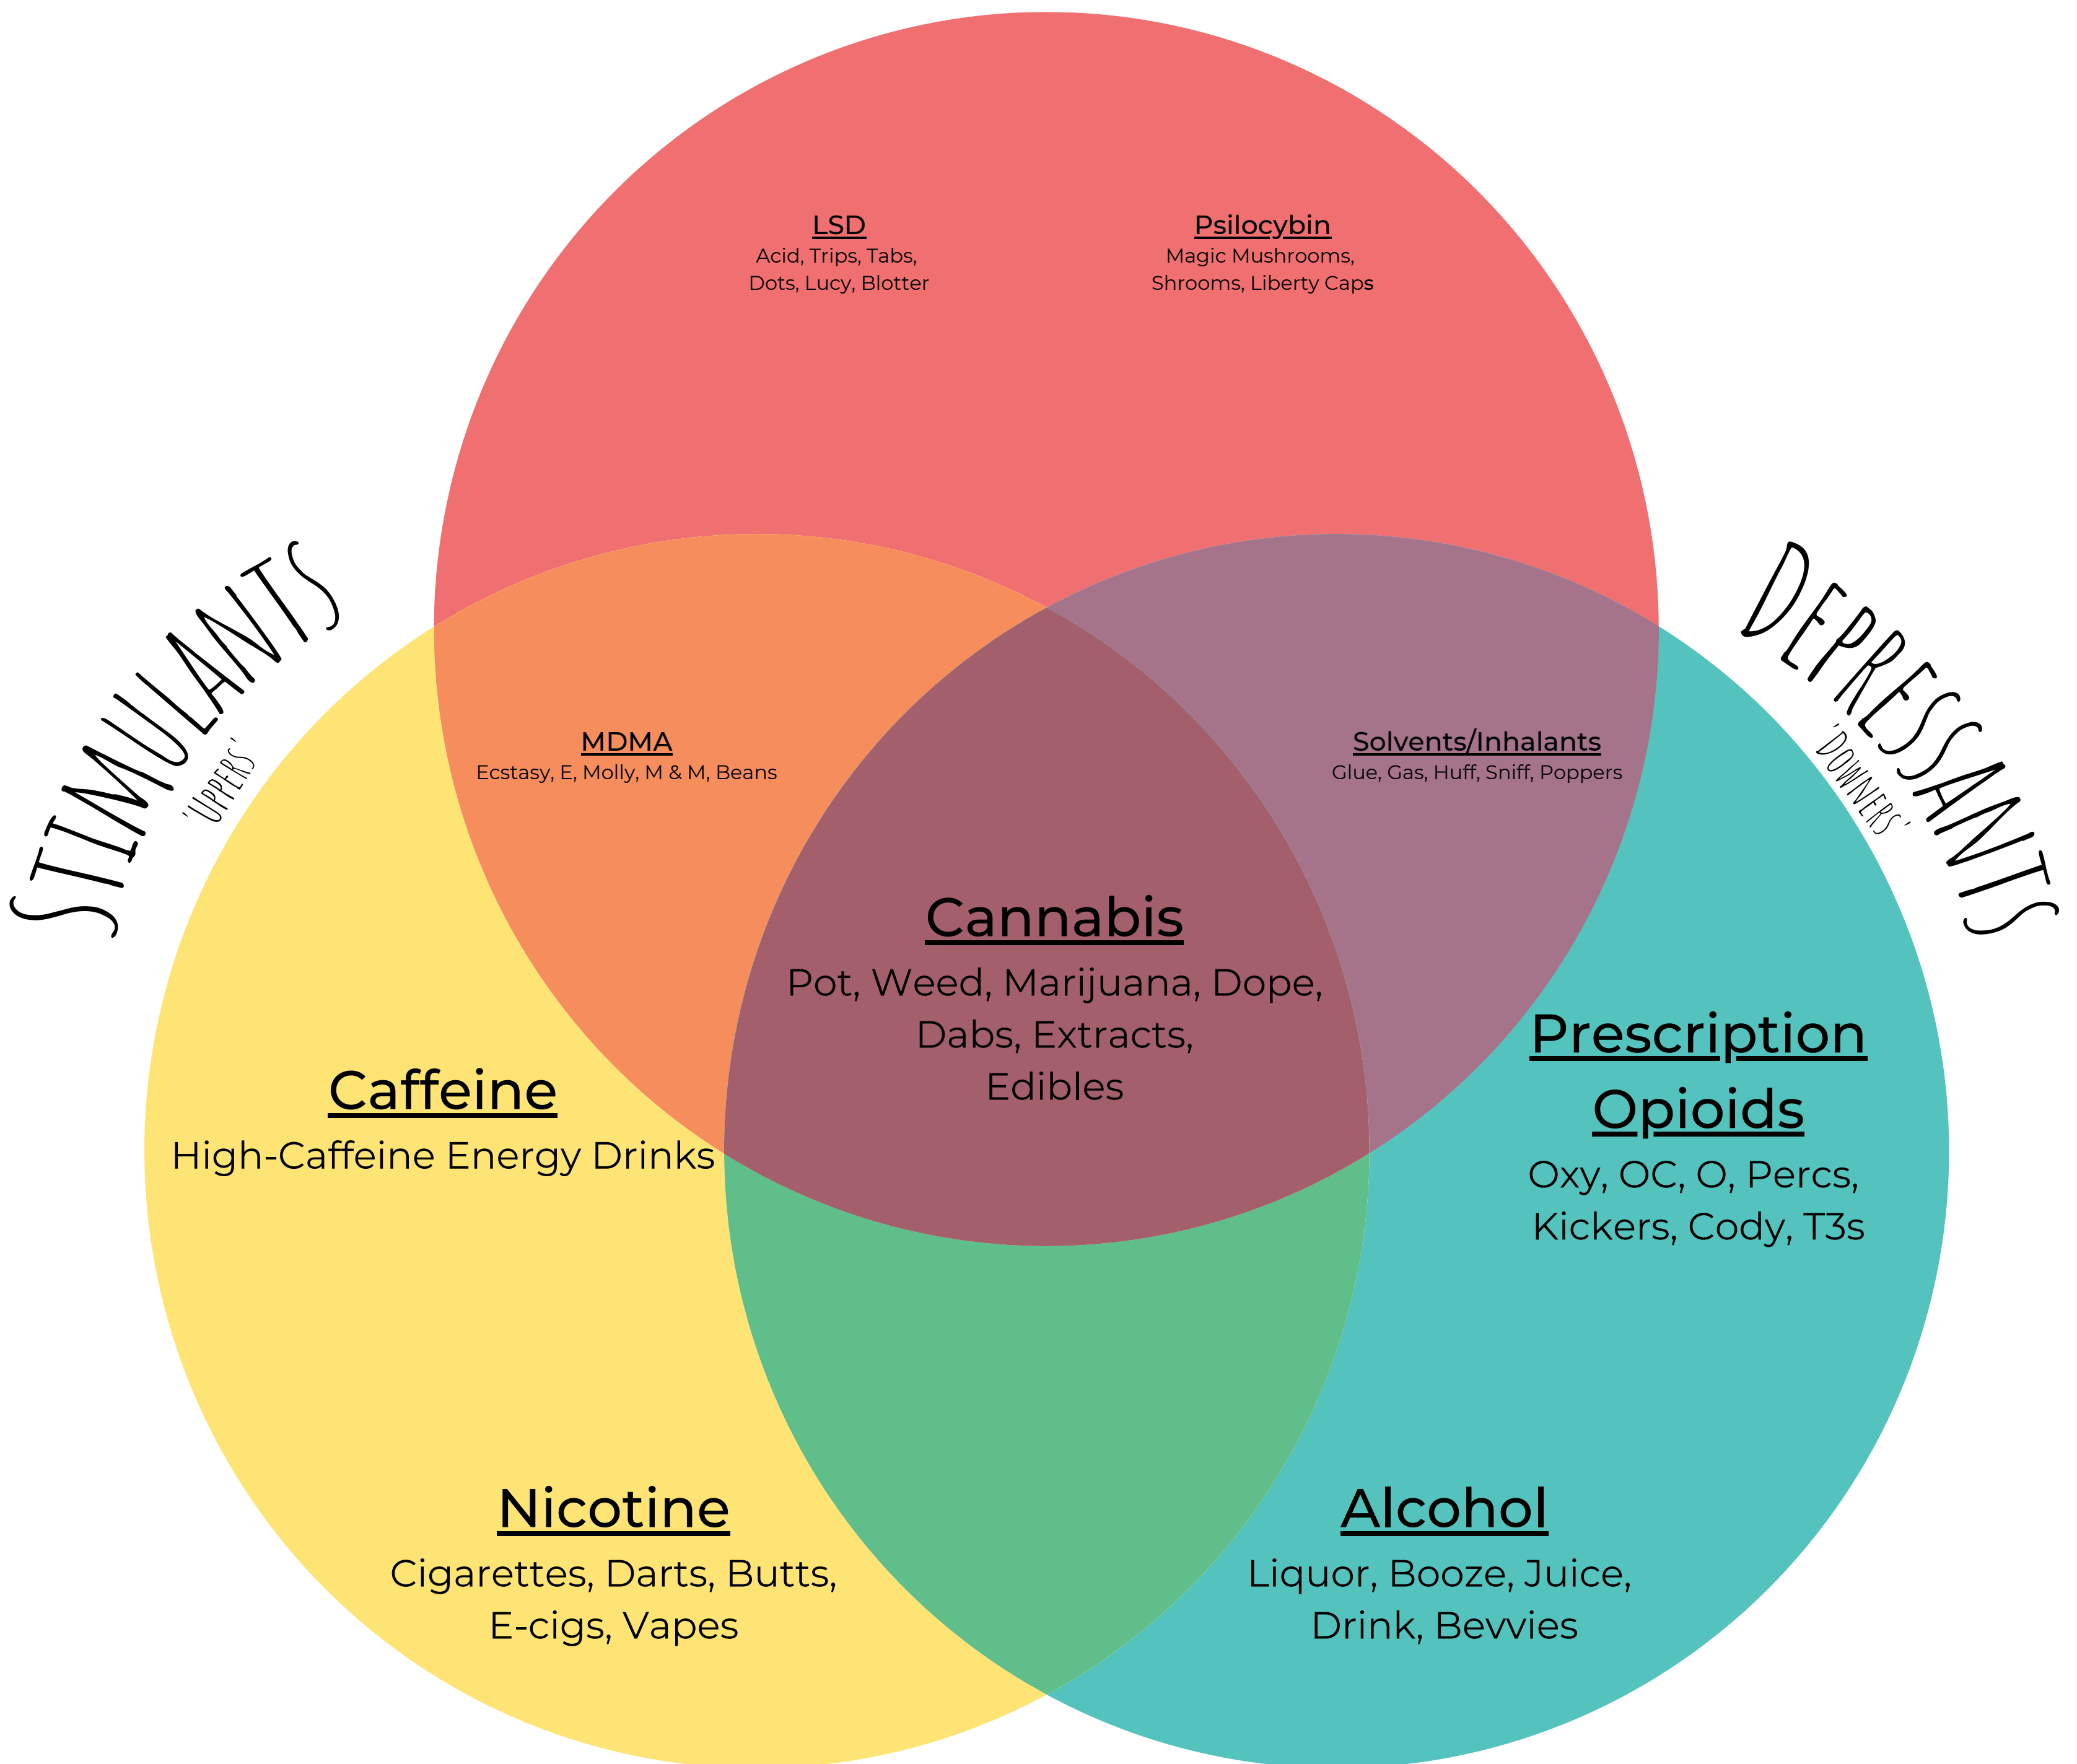 LSD
Acid, Trips, Tabs,
Dots, Lucy, Blotter
Psilocybin
Magic Mushrooms,
Shrooms, Liberty Caps
STIMULANTS
'UPPERS'
DEPRESSANTS
'DOWNERS'
MDMA
Ecstasy, E, Molly, M & M, Beans
Solvents/Inhalants
Glue, Gas, Huff, Sniff, Poppers
Cannabis
Pot, Weed, Marijuana, Dope,
Dabs, Extracts,
Edibles
Caffeine
High-Caffeine Energy Drinks
Prescription
Opioids
Oxy, OC, O, Percs,
Kickers, Cody, T3s
Nicotine
Cigarettes, Darts, Butts,
E-cigs, Vapes
Alcohol
Liquor, Booze, Juice,
Drink, Bevvies